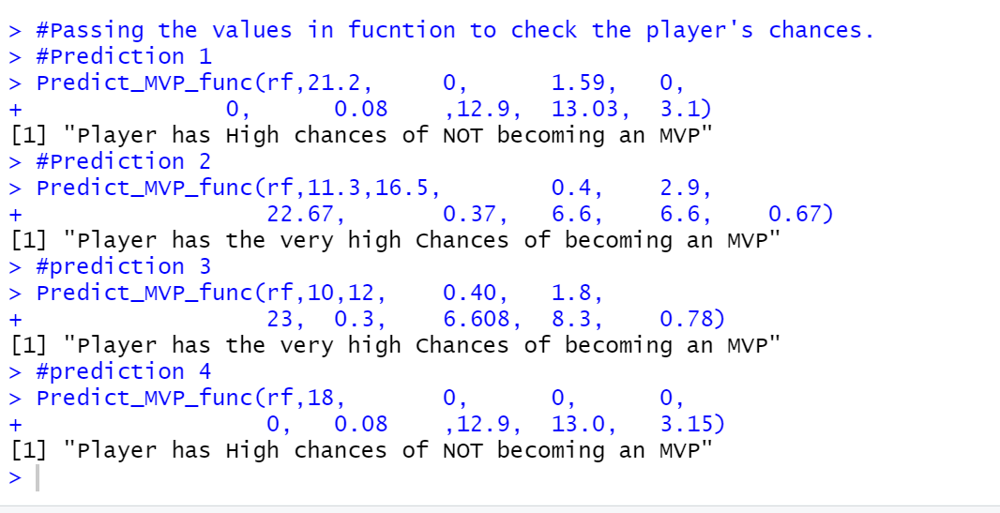 > #Passing the values in fucntion to check the player's chances.
> #Prediction 1
> Predict_MVP_func(rf,21.2,     0,      1.59,   0,
+               0,      0.08    ,12.9,  13.03,  3.1)
[1] "Player has High chances of NOT becoming an MVP"
> #Prediction 2
> Predict_MVP_func(rf,11.3,16.5,        0.4,    2.9,
+                  22.67,       0.37,   6.6,    6.6,    0.67)
[1] "Player has the very high Chances of becoming an MVP"
> #prediction 3
> Predict_MVP_func(rf,10,12,    0.40,   1.8,
+                  23,  0.3,    6.608,  8.3,    0.78)
[1] "Player has the very high Chances of becoming an MVP"
> #prediction 4
> Predict_MVP_func(rf,18,       0,      0,      0,
+                  0,   0.08    ,12.9,  13.0,   3.15)
[1] "Player has High chances of NOT becoming an MVP"
>